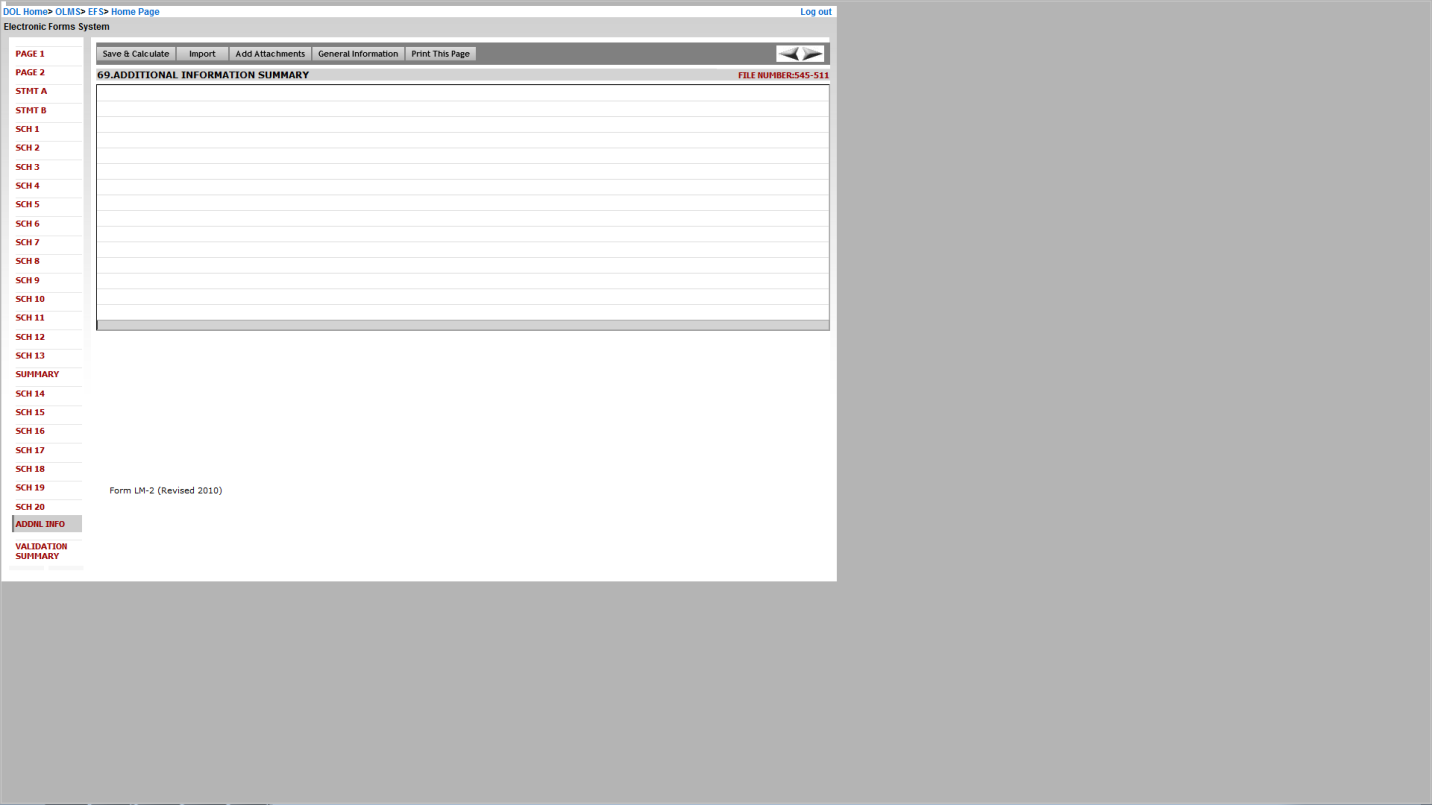 DOL Home> OLMS> EFS> Home Page Log out
Electronic Forms System
PAGE 1
PAGE 2
STMT A
STMT B
SCH 1
SCH 2
SCH 3
SCH 4
SCH 5
SCH 6
SCH 7
SCH 8
SCH 9
SCH 10
SCH 11
SCH 12
SCH 13
SUMMARY
SCH 14
SCH 15
SCH 16
SCH 17
SCH 18
SCH 19
SCH 20
ADDNL INFO
VALIDATION
SUMMARY
Save & Calculate Import Add Attachments General Information Print This Page
69.ADDITIONAL INFORMATION SUMMARY FILE NUMBER:545-511
Form LM-2 (Revised 2010)